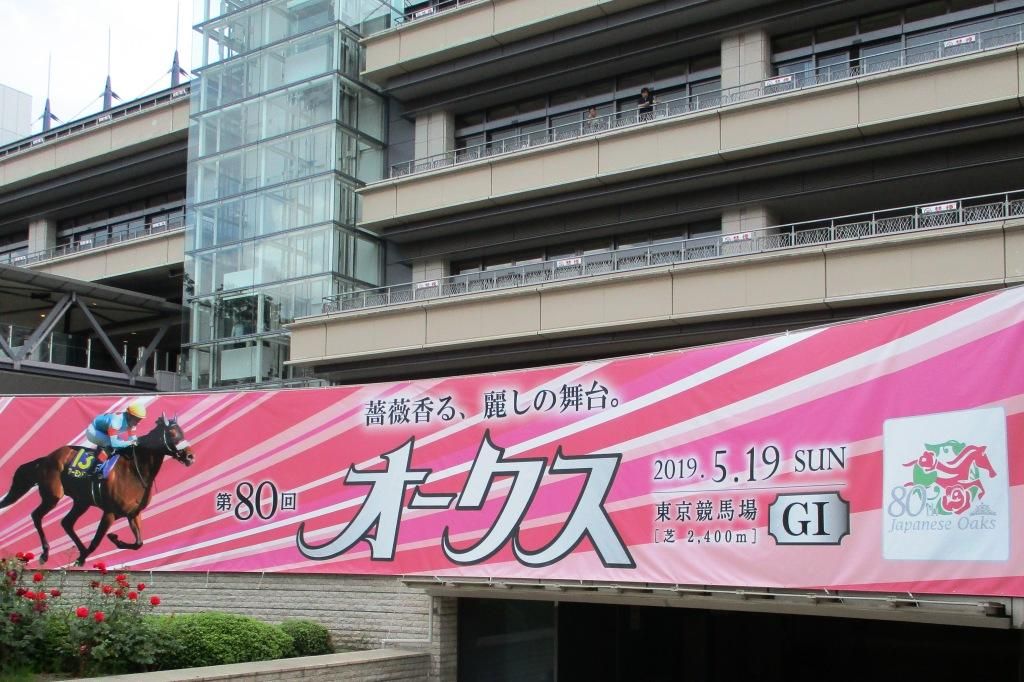 薔薇香る、麗しの舞台。
第80回
オークス
2019.5.19 SUN
東京競馬場
[芝 2,400m]
GI
80th
Japanese Oaks
13